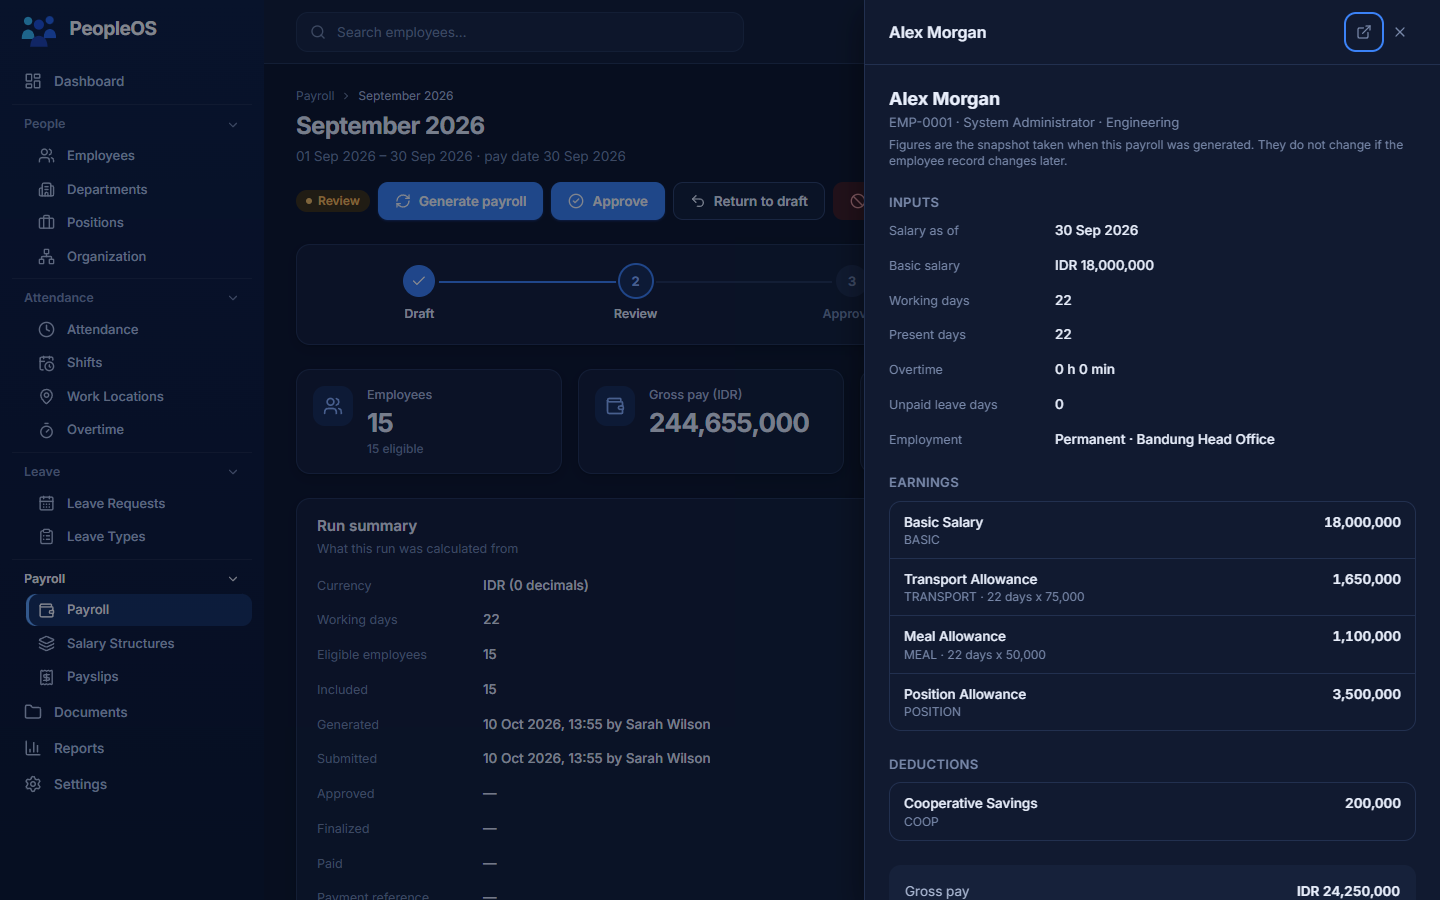 PeopleOS
Dashboard
People
Employees
Departments
Positions
Organization
Attendance
Attendance
Shifts
Work Locations
Overtime
Leave
Leave Requests
Leave Types
Payroll
Payroll
Salary Structures
Payslips
Documents
Reports
Settings
Search employees...
Payroll > September 2026
September 2026
01 Sep 2026 – 30 Sep 2026 · pay date 30 Sep 2026
Review
Generate payroll
Approve
Return to draft
2
3
Draft
Review
Approv
Employees
15
15 eligible
Gross pay (IDR)
244,655,000
Run summary
What this run was calculated from
Currency IDR (0 decimals)
Working days 22
Eligible employees 15
Included 15
Generated 10 Oct 2026, 13:55 by Sarah Wilson
Submitted 10 Oct 2026, 13:55 by Sarah Wilson
Approved —
Finalized —
Paid —
Payment reference —
Alex Morgan
Alex Morgan
EMP-0001 · System Administrator · Engineering
Figures are the snapshot taken when this payroll was generated. They do not change if the
employee record changes later.
INPUTS
Salary as of 30 Sep 2026
Basic salary IDR 18,000,000
Working days 22
Present days 22
Overtime 0 h 0 min
Unpaid leave days 0
Employment Permanent · Bandung Head Office
EARNINGS
Basic Salary 18,000,000
BASIC
Transport Allowance 1,650,000
TRANSPORT · 22 days x 75,000
Meal Allowance 1,100,000
MEAL · 22 days x 50,000
Position Allowance 3,500,000
POSITION
DEDUCTIONS
Cooperative Savings 200,000
COOP
Gross pay IDR 24,250,000